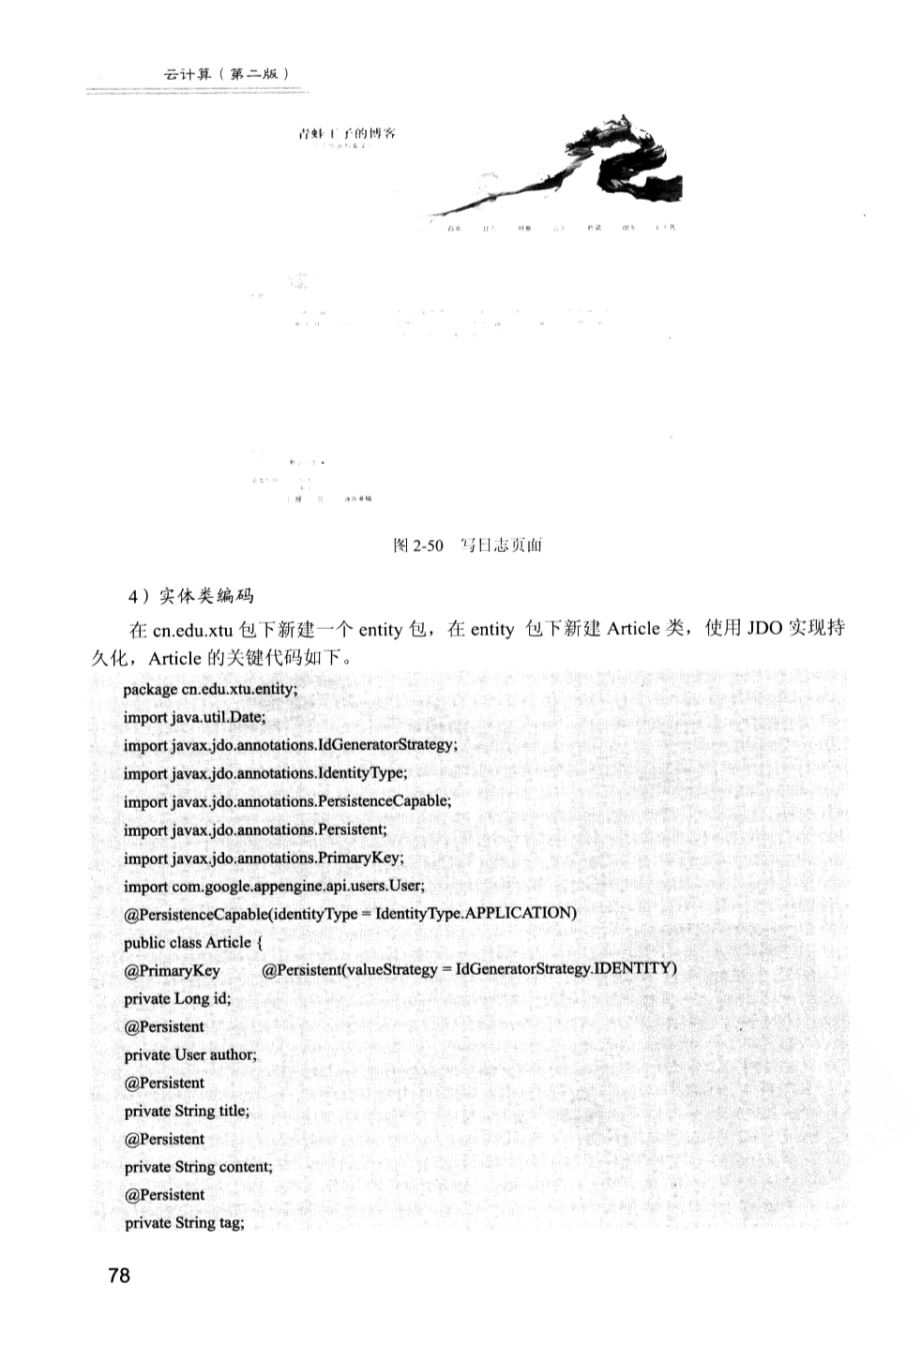 云计算(第二版)
青蛙王子的博客
图 2-50 写日志页面
4)实体类编码
在 cn.edu.xtu 包下新建一个 entity 包，在 entity 包下新建 Article 类，使用 JDO 实现持
久化，Article 的关键代码如下。
package cn.edu.xtu.entity;
import java.util.Date;
import javax.jdo.annotations.IdGeneratorStrategy;
import javax.jdo.annotations.IdentityType;
import javax.jdo.annotations.PersistenceCapable;
import javax.jdo.annotations.Persistent;
import javax.jdo.annotations.PrimaryKey;
import com.google.appengine.api.users.User;
@PersistenceCapable(identityType = IdentityType.APPLICATION)
public class Article {
@PrimaryKey @Persistent(valueStrategy = IdGeneratorStrategy.IDENTITY)
private Long id;
@Persistent
private User author;
@Persistent
private String title;
@Persistent
private String content;
@Persistent
private String tag;
78